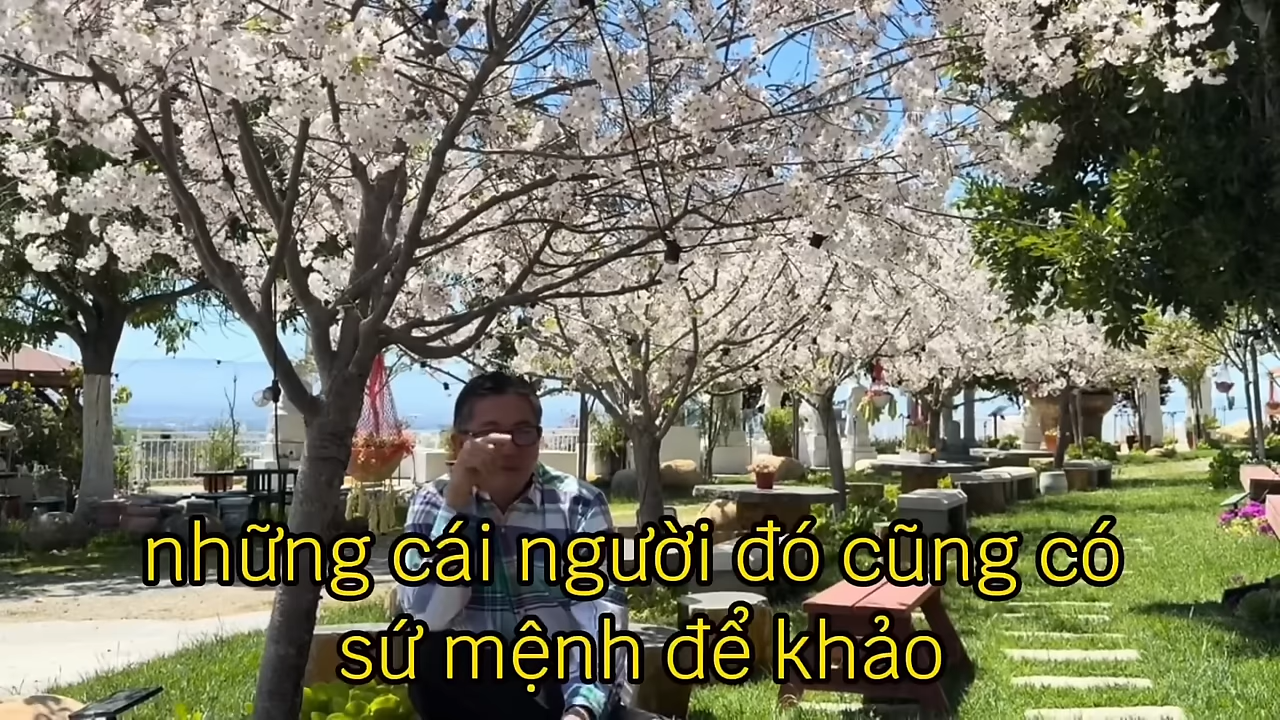 những cái người đó cũng có
sứ mệnh để khảo